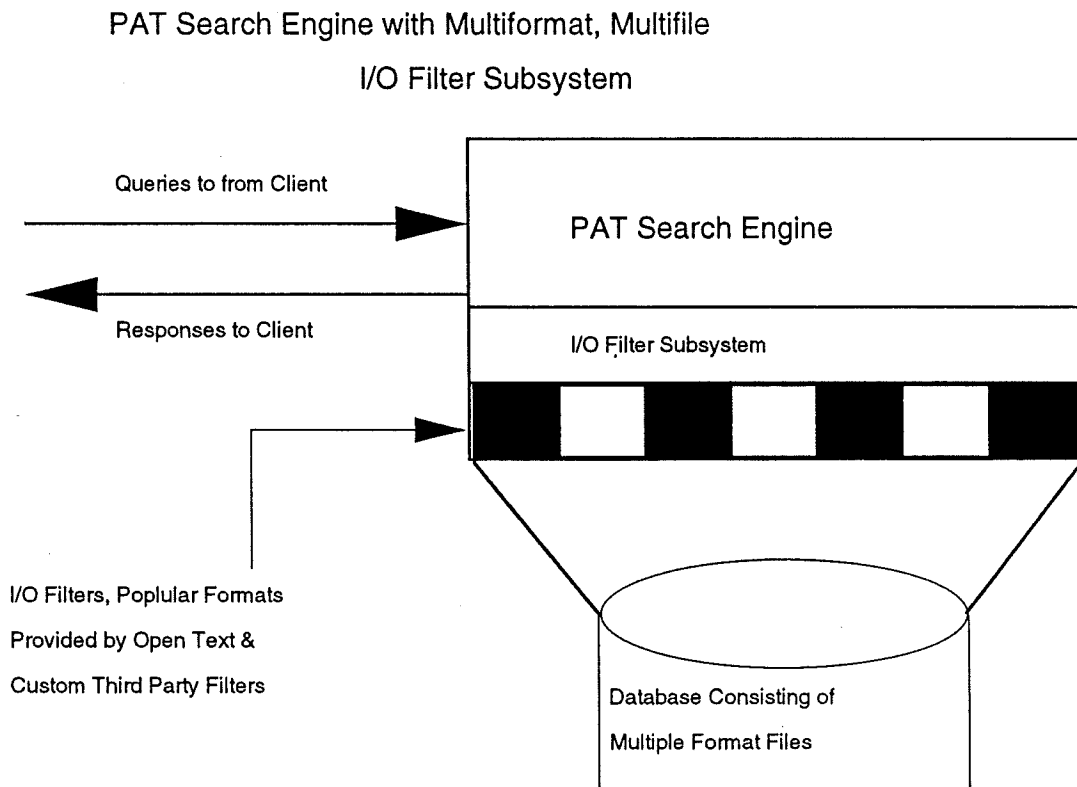 PAT Search Engine with Multiformat, Multifile
I/O Filter Subsystem
Queries to from Client
PAT Search Engine
Responses to Client
I/O Filter Subsystem
I/O Filters, Poplular Formats
Provided by Open Text &
Custom Third Party Filters
Database Consisting of
Multiple Format Files